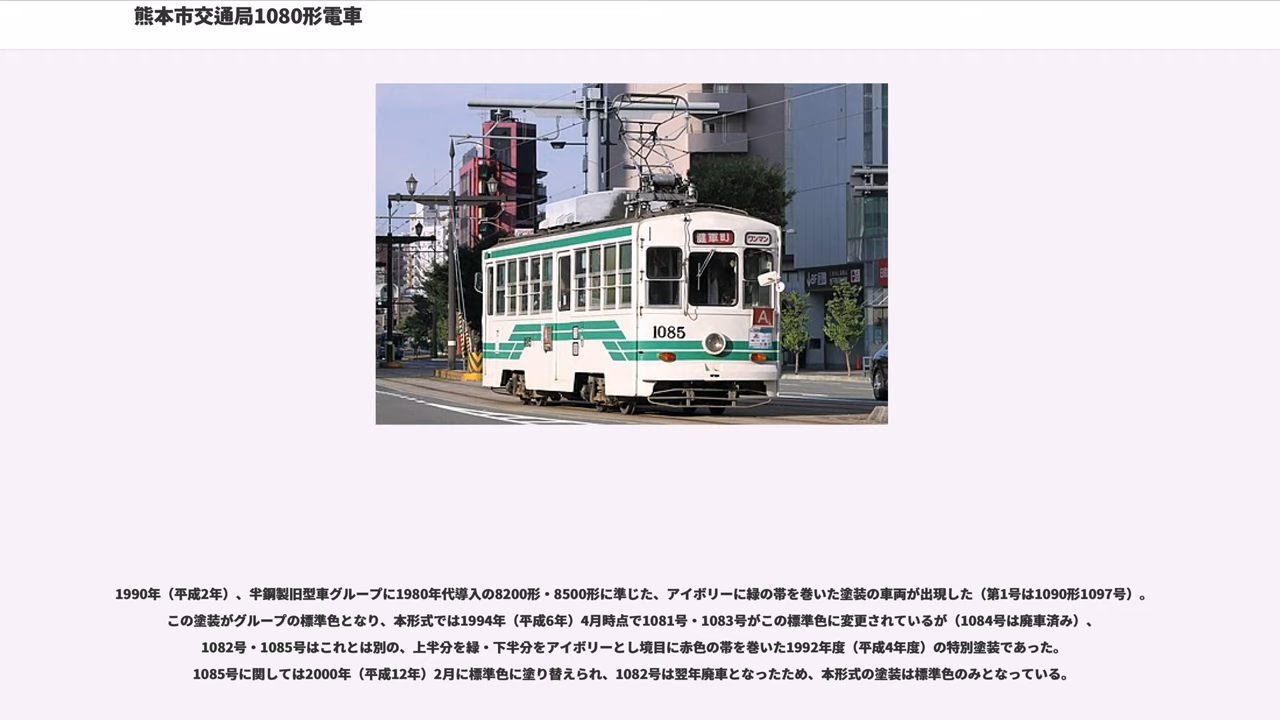 熊本市交通局1080形電車
健軍町
ワンマン
1085
A
1990年（平成2年）、半鋼製旧型車グループに1980年代導入の8200形・8500形に準じた、アイボリーに緑の帯を巻いた塗装の車両が出現した（第1号は1090形1097号）。
この塗装がグループの標準色となり、本形式では1994年（平成6年）4月時点で1081号・1083号がこの標準色に変更されているが（1084号は廃車済み）、
1082号・1085号はこれとは別の、上半分を緑・下半分をアイボリーとし境目に赤色の帯を巻いた1992年度（平成4年度）の特別塗装であった。
1085号に関しては2000年（平成12年）2月に標準色に塗り替えられ、1082号は翌年廃車となったため、本形式の塗装は標準色のみとなっている。